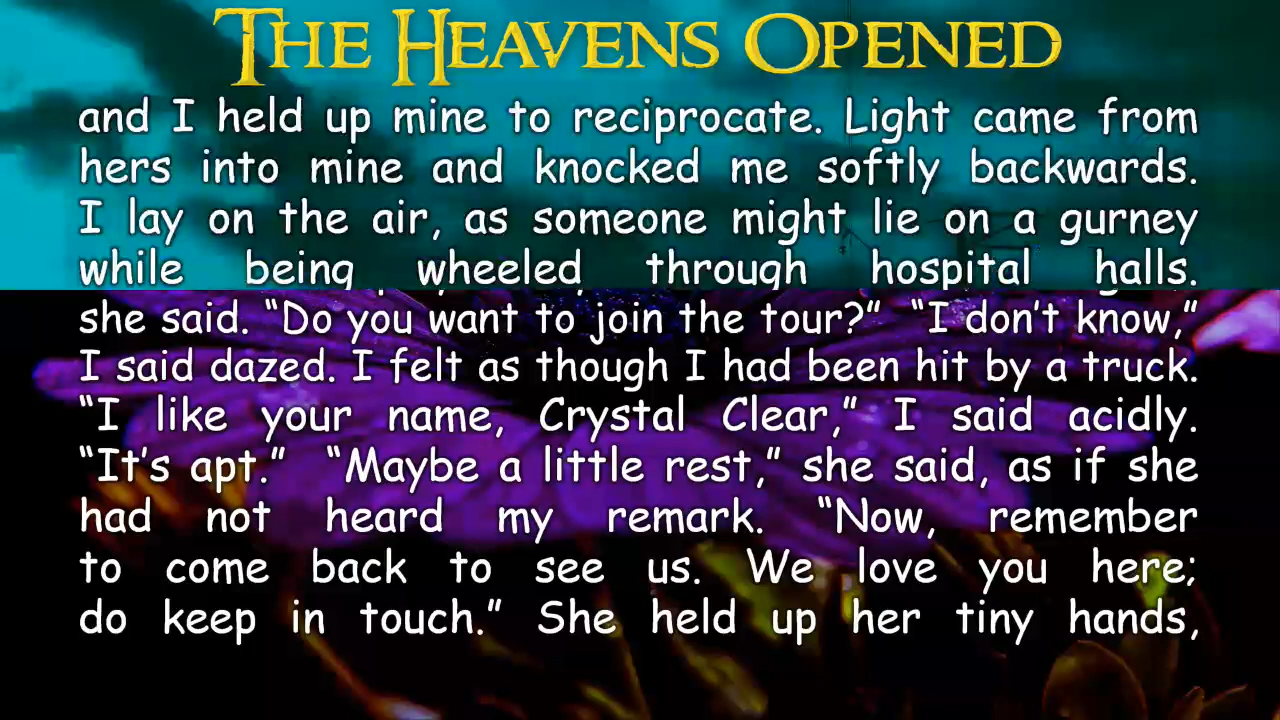 THE HEAVENS OPENED
and I held up mine to reciprocate. Light came from
hers into mine and knocked me softly backwards.
I lay on the air, as someone might lie on a gurney
while being wheeled through hospital halls.
she said. “Do you want to join the tour?” “I don’t know,”
I said dazed. I felt as though I had been hit by a truck.
“I like your name, Crystal Clear,” I said acidly.
“It’s apt.” “Maybe a little rest,” she said, as if she
had not heard my remark. “Now, remember
to come back to see us. We love you here;
do keep in touch.” She held up her tiny hands,